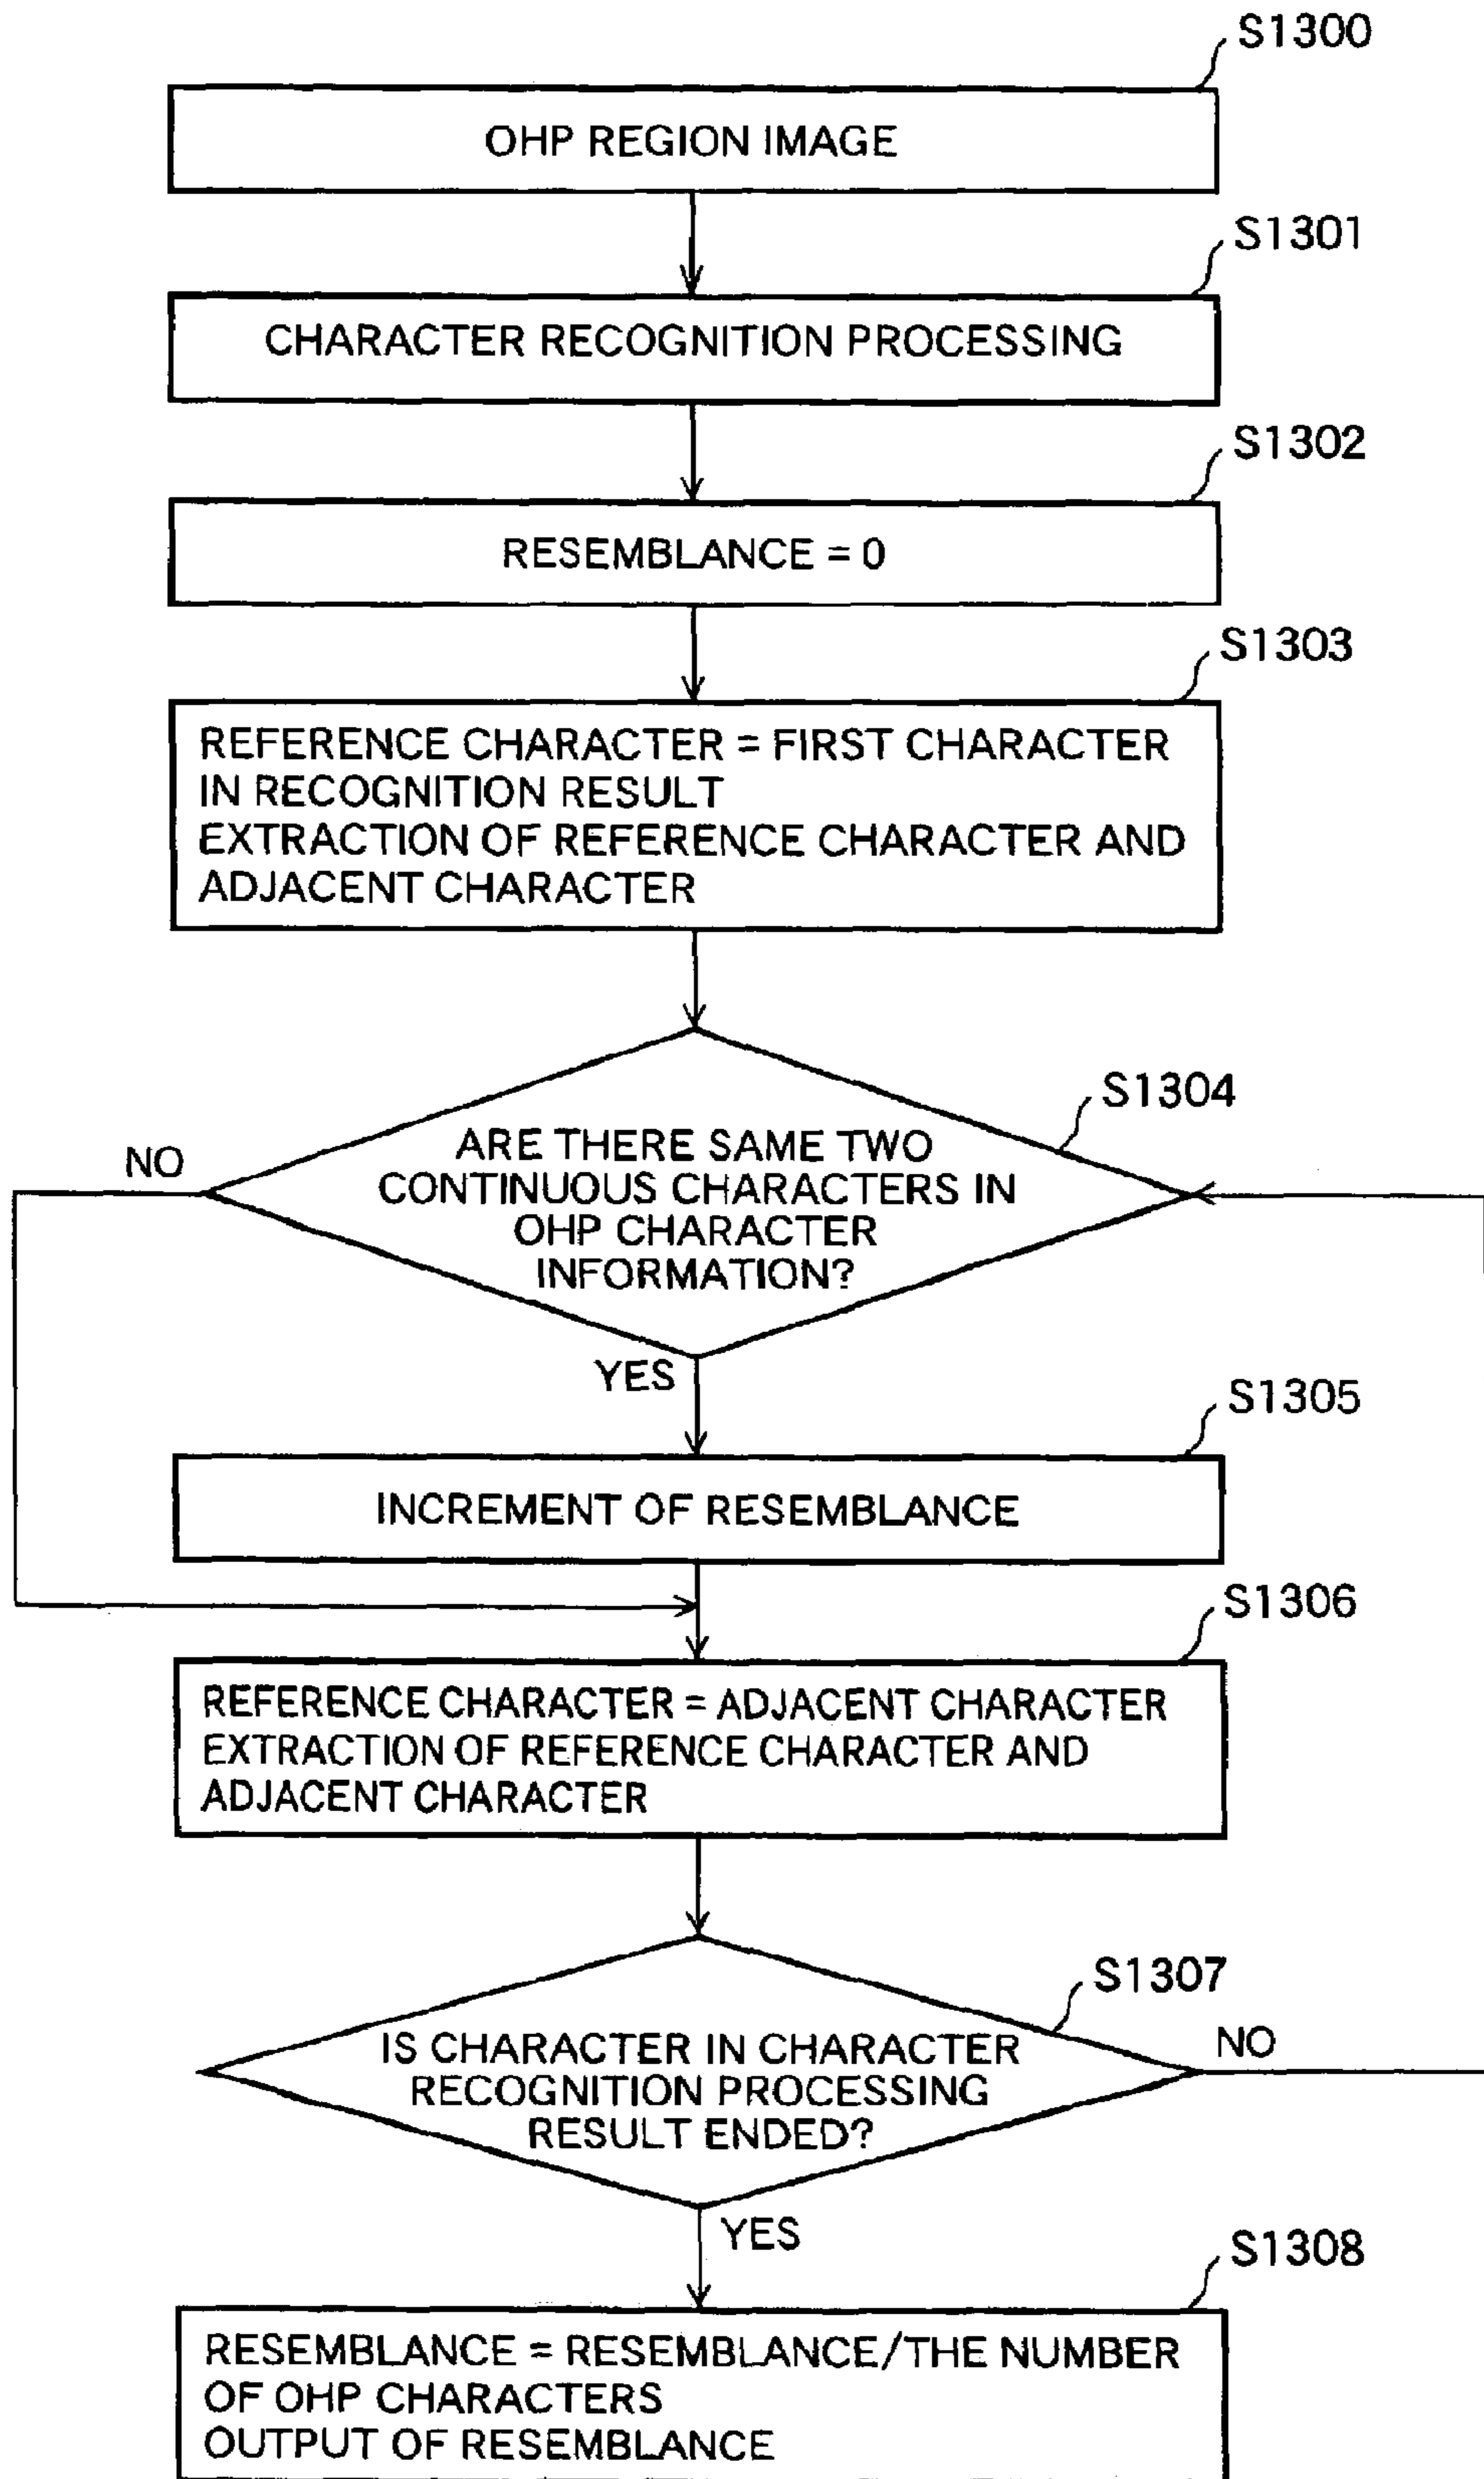 S1300
OHP REGION IMAGE
S1301
CHARACTER RECOGNITION PROCESSING
S1302
RESEMBLANCE = 0
S1303
REFERENCE CHARACTER = FIRST CHARACTER
IN RECOGNITION RESULT
EXTRACTION OF REFERENCE CHARACTER AND
ADJACENT CHARACTER
S1304
NO
ARE THERE SAME TWO
CONTINUOUS CHARACTERS IN
OHP CHARACTER
INFORMATION?
YES
S1305
INCREMENT OF RESEMBLANCE
S1306
REFERENCE CHARACTER = ADJACENT CHARACTER
EXTRACTION OF REFERENCE CHARACTER AND
ADJACENT CHARACTER
S1307
NO
IS CHARACTER IN CHARACTER
RECOGNITION PROCESSING
RESULT ENDED?
YES
S1308
RESEMBLANCE = RESEMBLANCE/THE NUMBER
OF OHP CHARACTERS
OUTPUT OF RESEMBLANCE